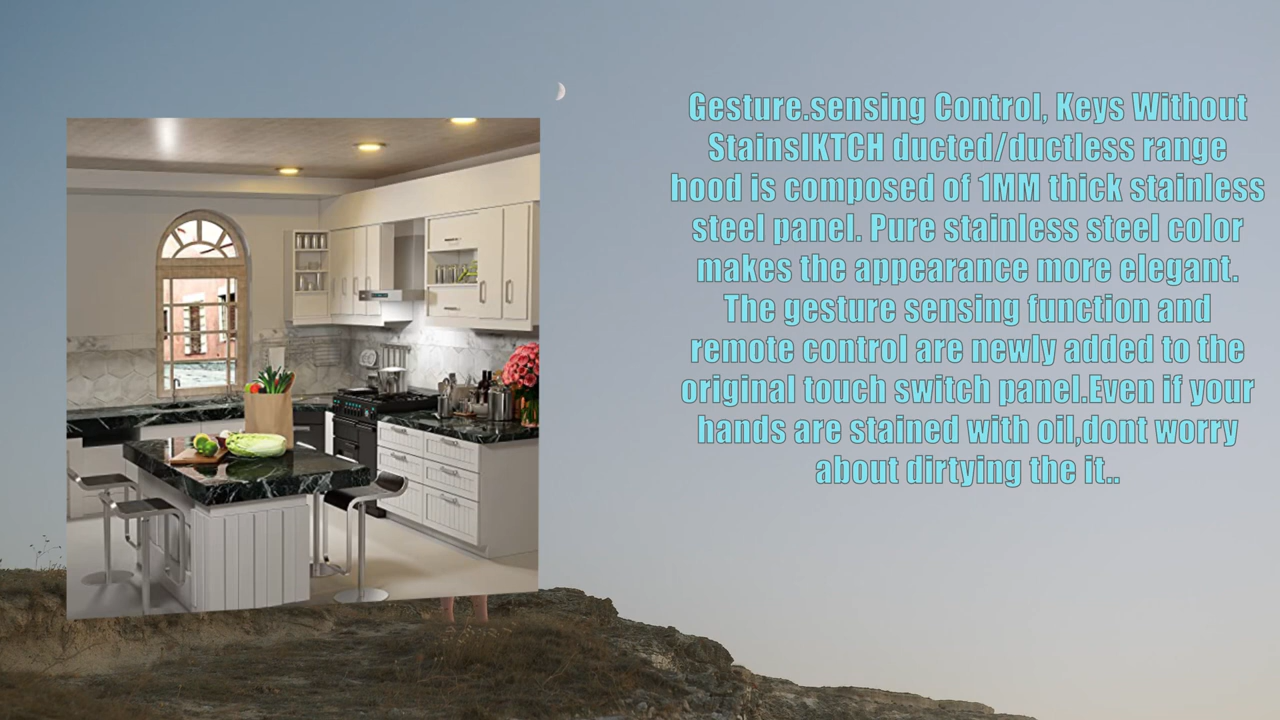 Gesture.sensing Control, Keys Without
StainsIKTCH ducted/ductless range
hood is composed of 1MM thick stainless
steel panel. Pure stainless steel color
makes the appearance more elegant.
The gesture sensing function and
remote control are newly added to the
original touch switch panel.Even if your
hands are stained with oil,dont worry
about dirtying the it..